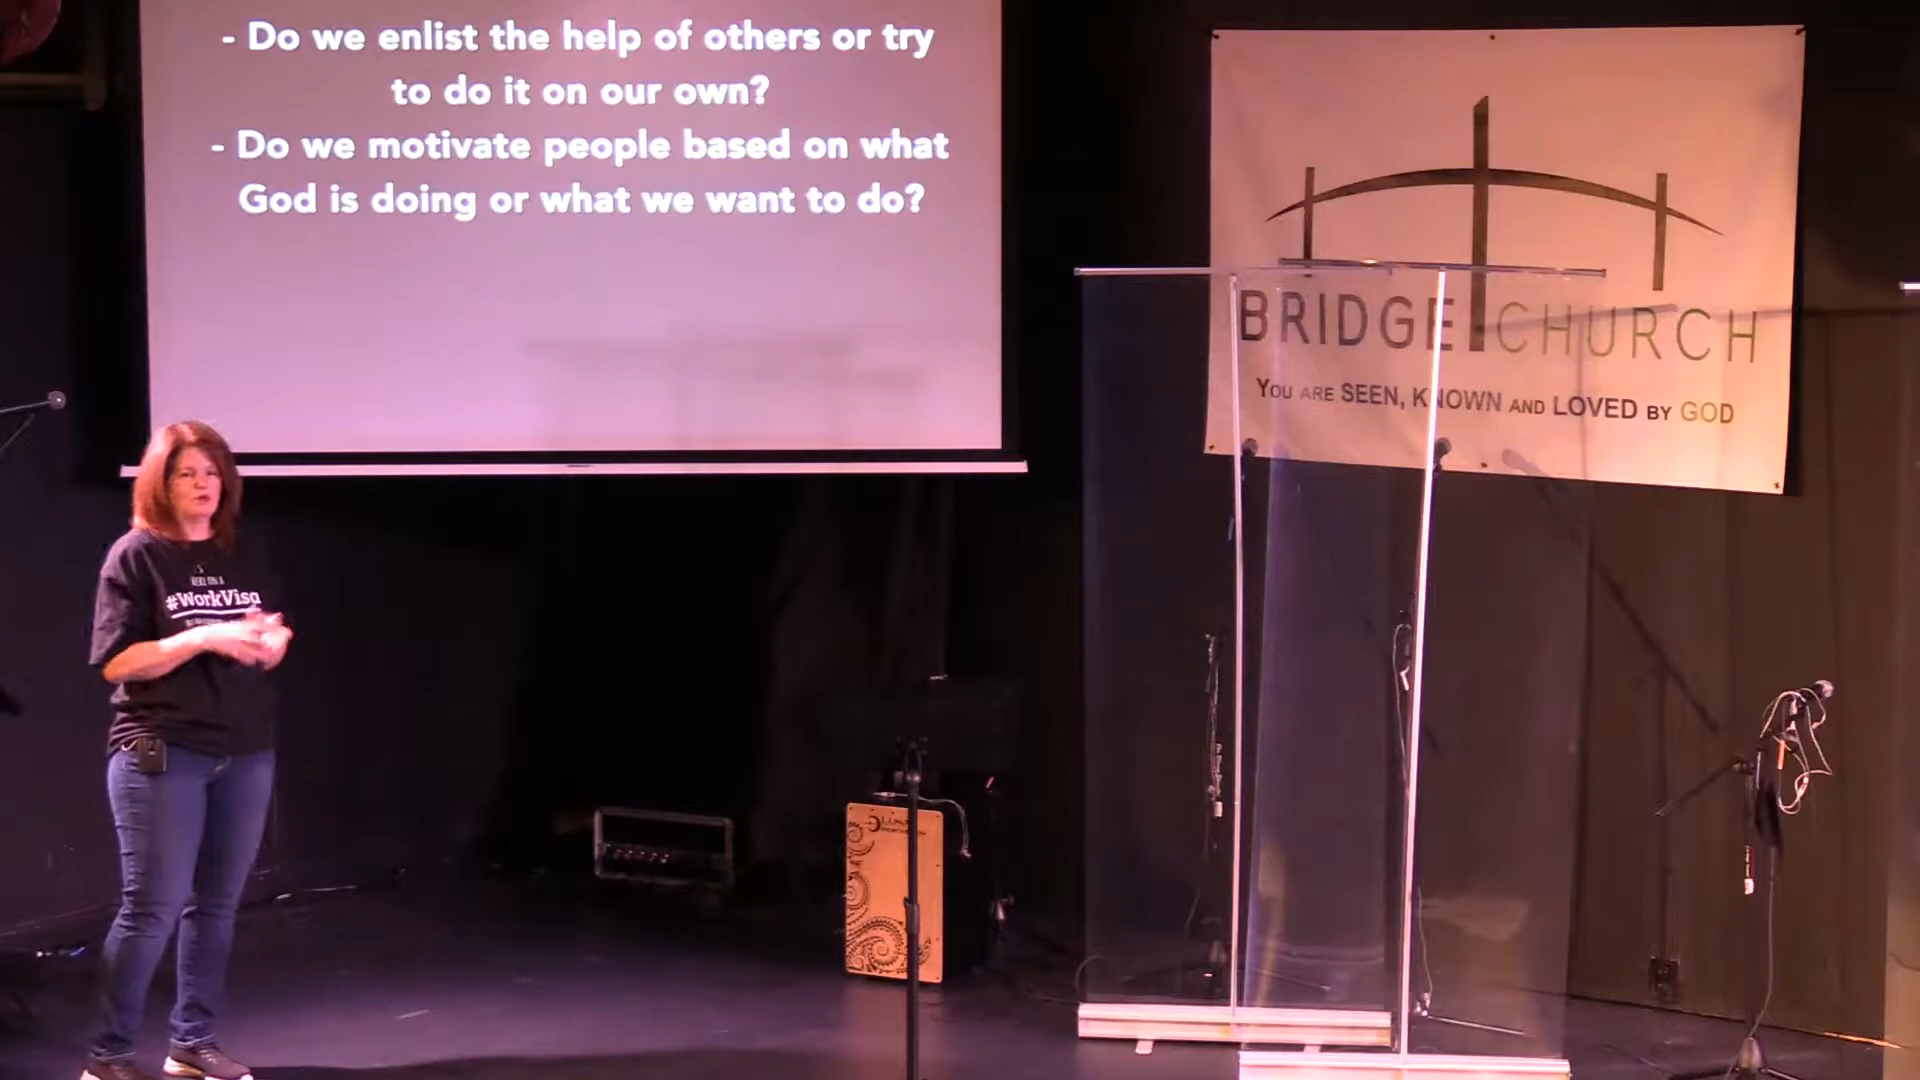 - Do we enlist the help of others or try
to do it on our own?
- Do we motivate people based on what
God is doing or what we want to do?
BRIDGE CHURCH
YOU ARE SEEN, KNOWN AND LOVED BY GOD
#WorkVisa